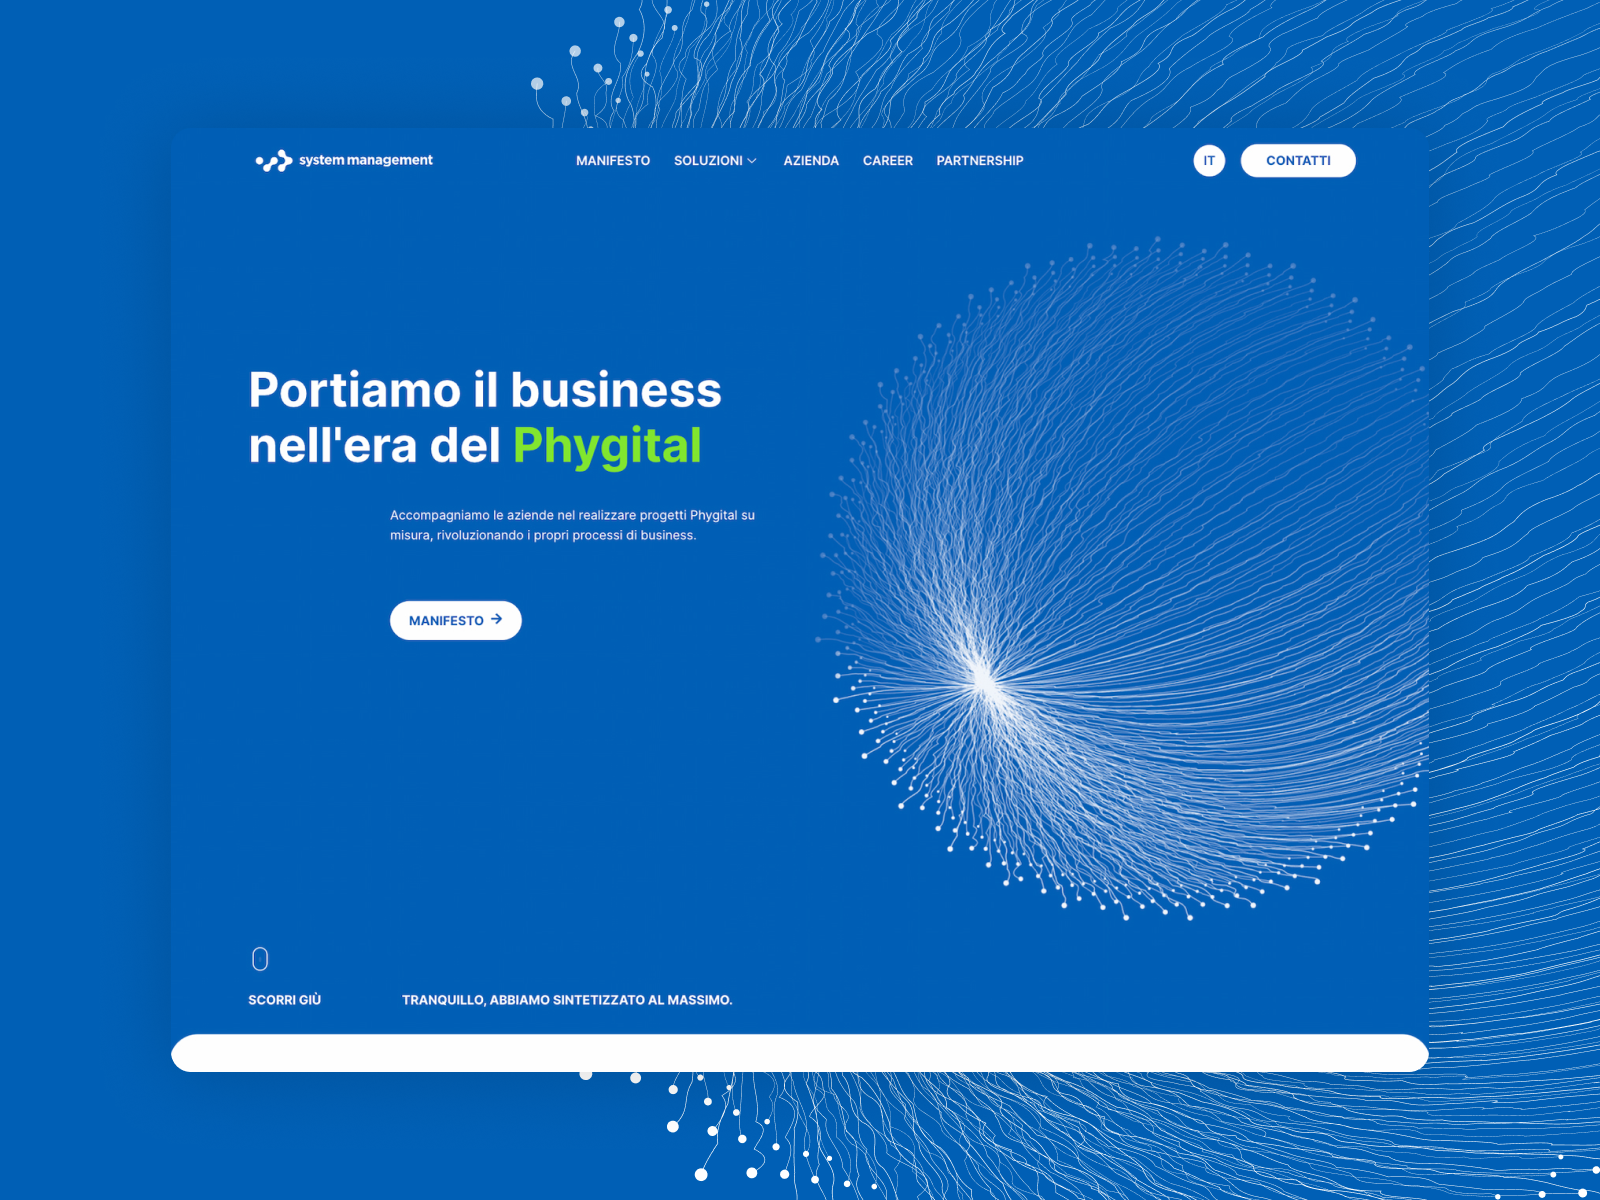 system management
MANIFESTO
SOLUZIONI
AZIENDA
CAREER
PARTNERSHIP
IT
CONTATTI
Portiamo il business
nell'era del Phygital
Accompagniamo le aziende nel realizzare progetti Phygital su
misura, rivoluzionando i propri processi di business.
MANIFESTO
SCORRI GIÙ
TRANQUILLO, ABBIAMO SINTETIZZATO AL MASSIMO.